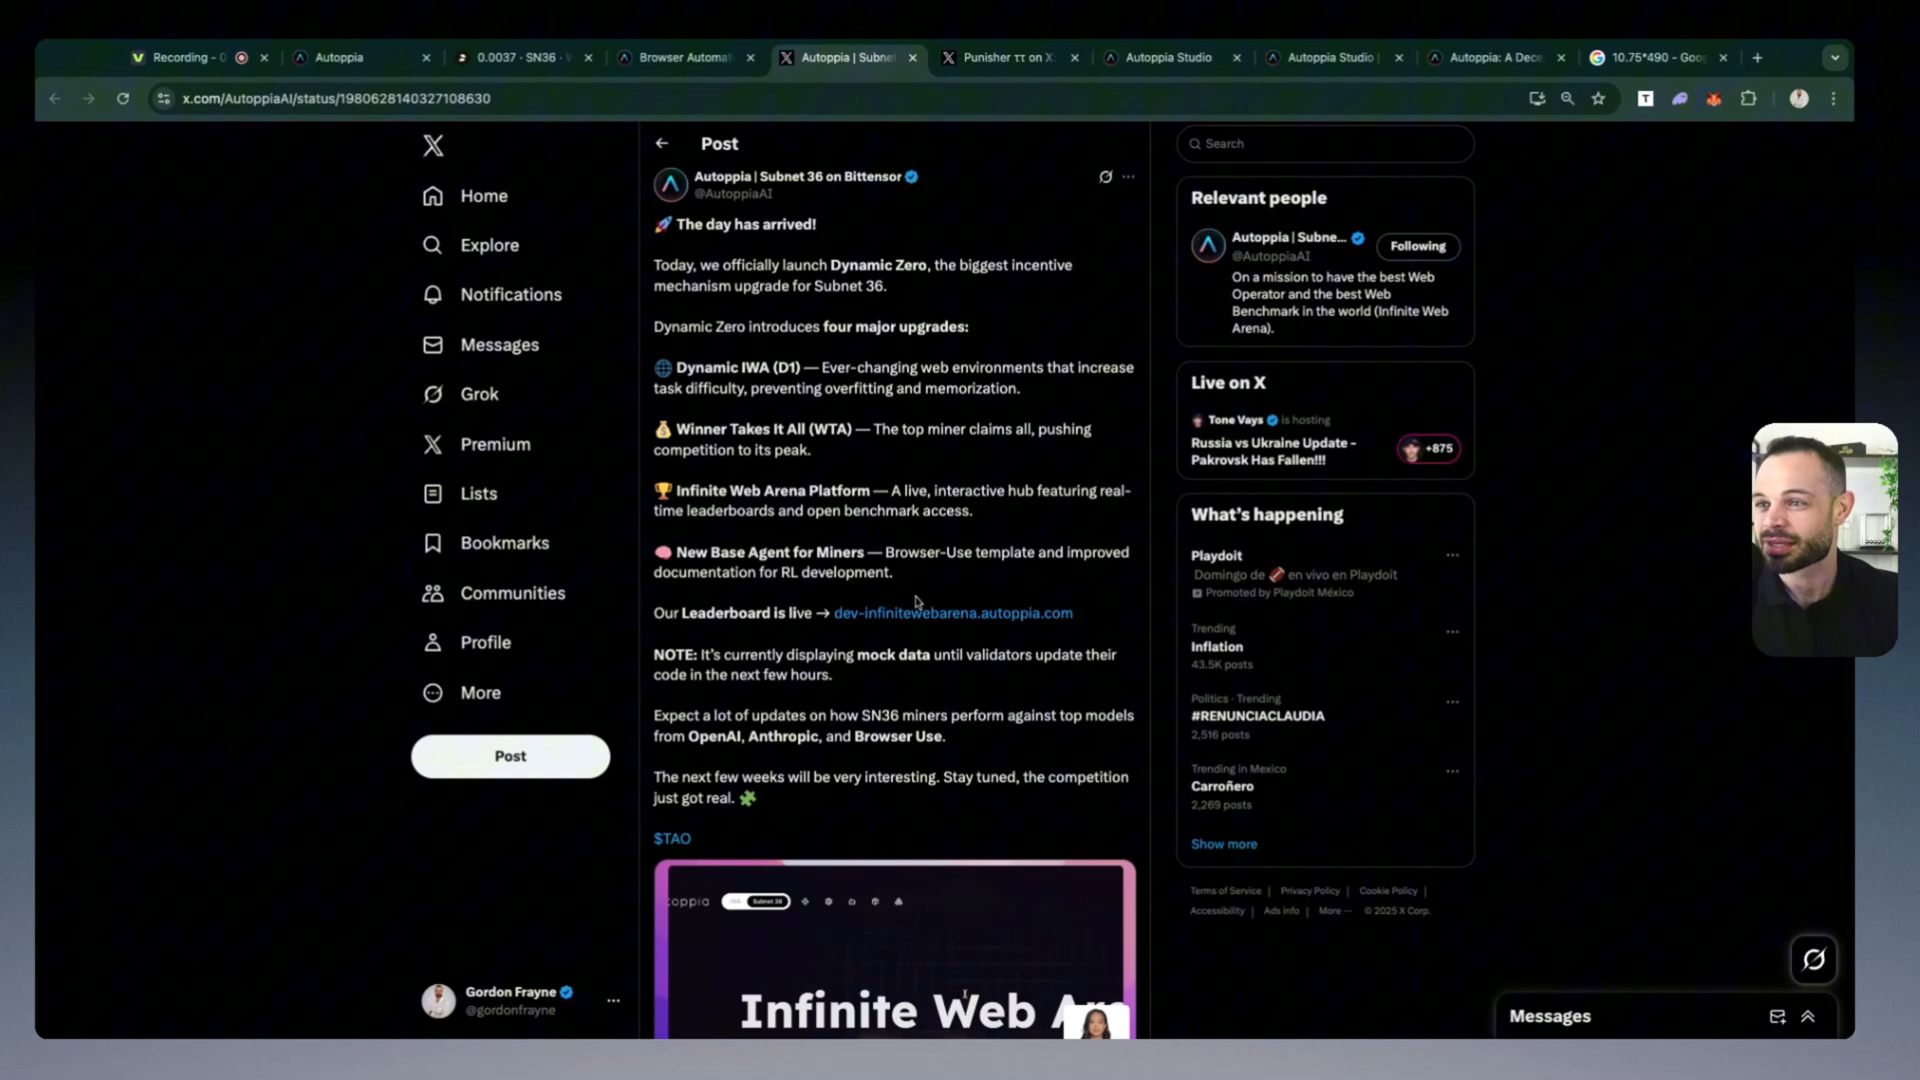 Recording - 0
Autoppia
0.0037 · SN36 ·
Browser Automat
Autoppia | Subne
Punisher ττ on X
Autoppia Studio
Autoppia Studio |
Autoppia: A Dece
10.75*490 - Goo
x.com/AutoppiaAI/status/1980628140327108630
Home
Explore
Notifications
Messages
Grok
Premium
Lists
Bookmarks
Communities
Profile
More
Post
Gordon Frayne
@gordonfrayne
Post
Autoppia | Subnet 36 on Bittensor
@AutoppiaAI
🚀 The day has arrived!
Today, we officially launch Dynamic Zero, the biggest incentive
mechanism upgrade for Subnet 36.
Dynamic Zero introduces four major upgrades:
🌐 Dynamic IWA (D1) — Ever-changing web environments that increase
task difficulty, preventing overfitting and memorization.
💰 Winner Takes It All (WTA) — The top miner claims all, pushing
competition to its peak.
🏆 Infinite Web Arena Platform — A live, interactive hub featuring real-
time leaderboards and open benchmark access.
🧠 New Base Agent for Miners — Browser-Use template and improved
documentation for RL development.
Our Leaderboard is live → dev-infinitewebarena.autoppia.com
NOTE: It's currently displaying mock data until validators update their
code in the next few hours.
Expect a lot of updates on how SN36 miners perform against top models
from OpenAI, Anthropic, and Browser Use.
The next few weeks will be very interesting. Stay tuned, the competition
just got real. 🧩
$TAO
oppia
Subnet 36
Infinite Web Are
Search
Relevant people
Autoppia | Subne...
@AutoppiaAI
Following
On a mission to have the best Web
Operator and the best Web
Benchmark in the world (Infinite Web
Arena).
Live on X
Tone Vays is hosting
Russia vs Ukraine Update -
Pakrovsk Has Fallen!!!
+875
What's happening
Playdoit
Domingo de 🏈 en vivo en Playdoit
Promoted by Playdoit México
Trending
Inflation
43.5K posts
Politics · Trending
#RENUNCIACLAUDIA
2,516 posts
Trending in Mexico
Carroñero
2,269 posts
Show more
Terms of Service | Privacy Policy | Cookie Policy |
Accessibility | Ads info | More ··· © 2025 X Corp.
Messages